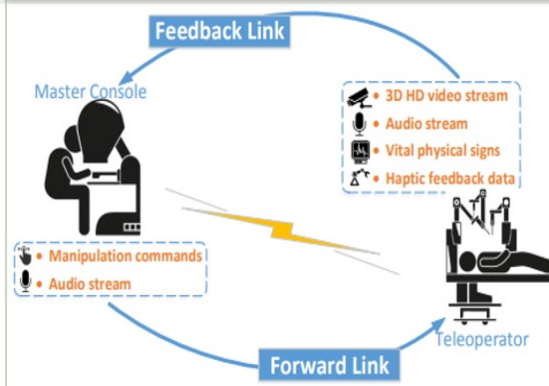 Feedback Link
Master Console
• 3D HD video stream
• Audio stream
• Vital physical signs
• Haptic feedback data
• Manipulation commands
• Audio stream
Teleoperator
Forward Link